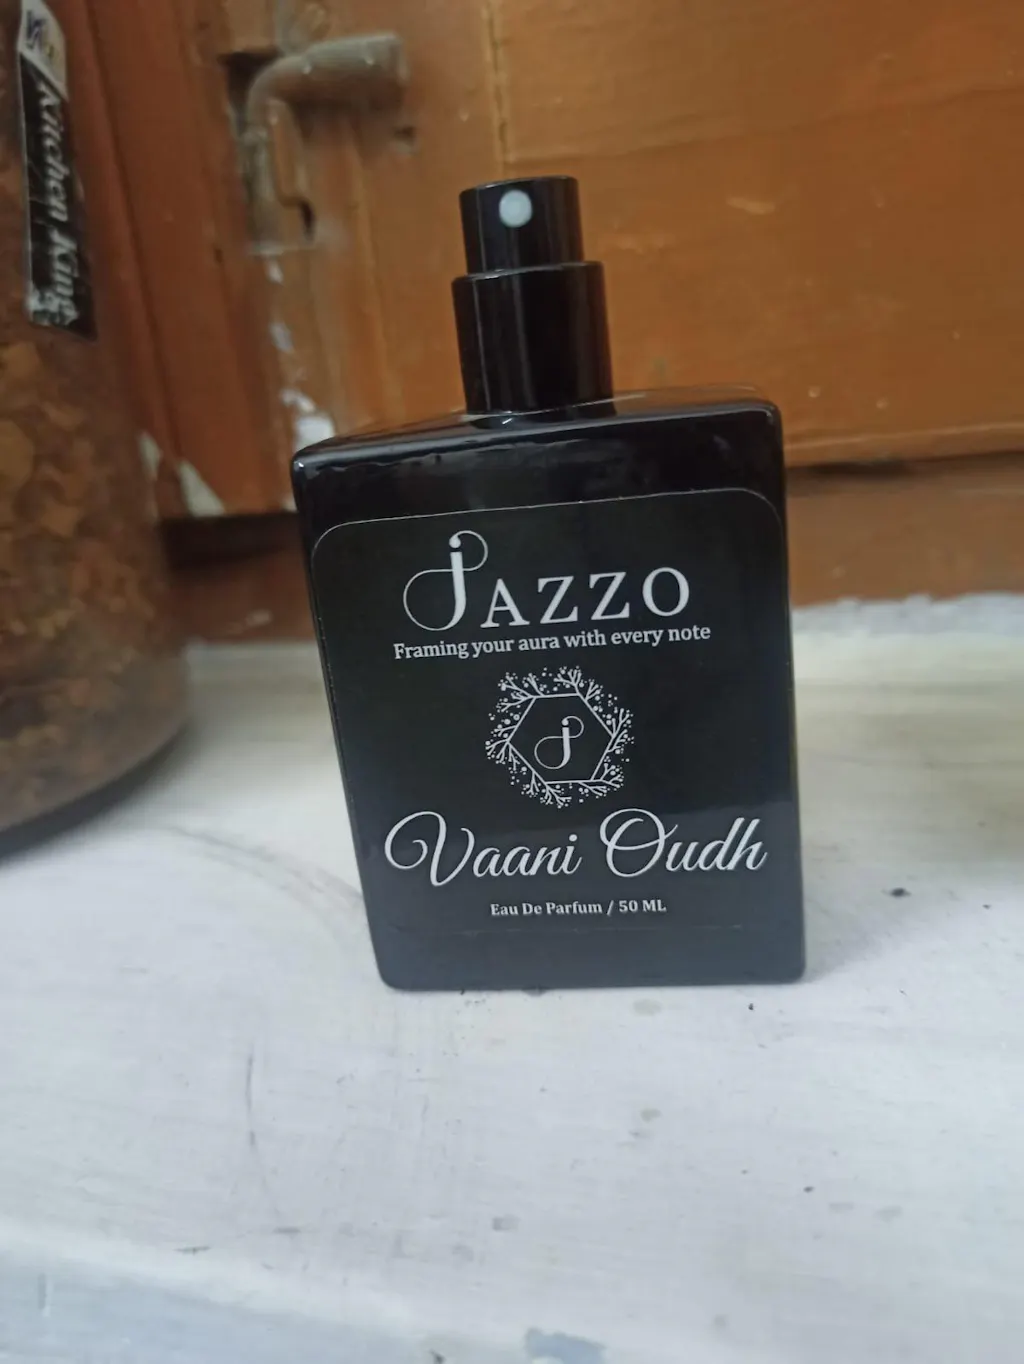 Kitchen King
JAZZO
Framing your aura with every note
j
Vaani Oudh
Eau De Parfum / 50 ML